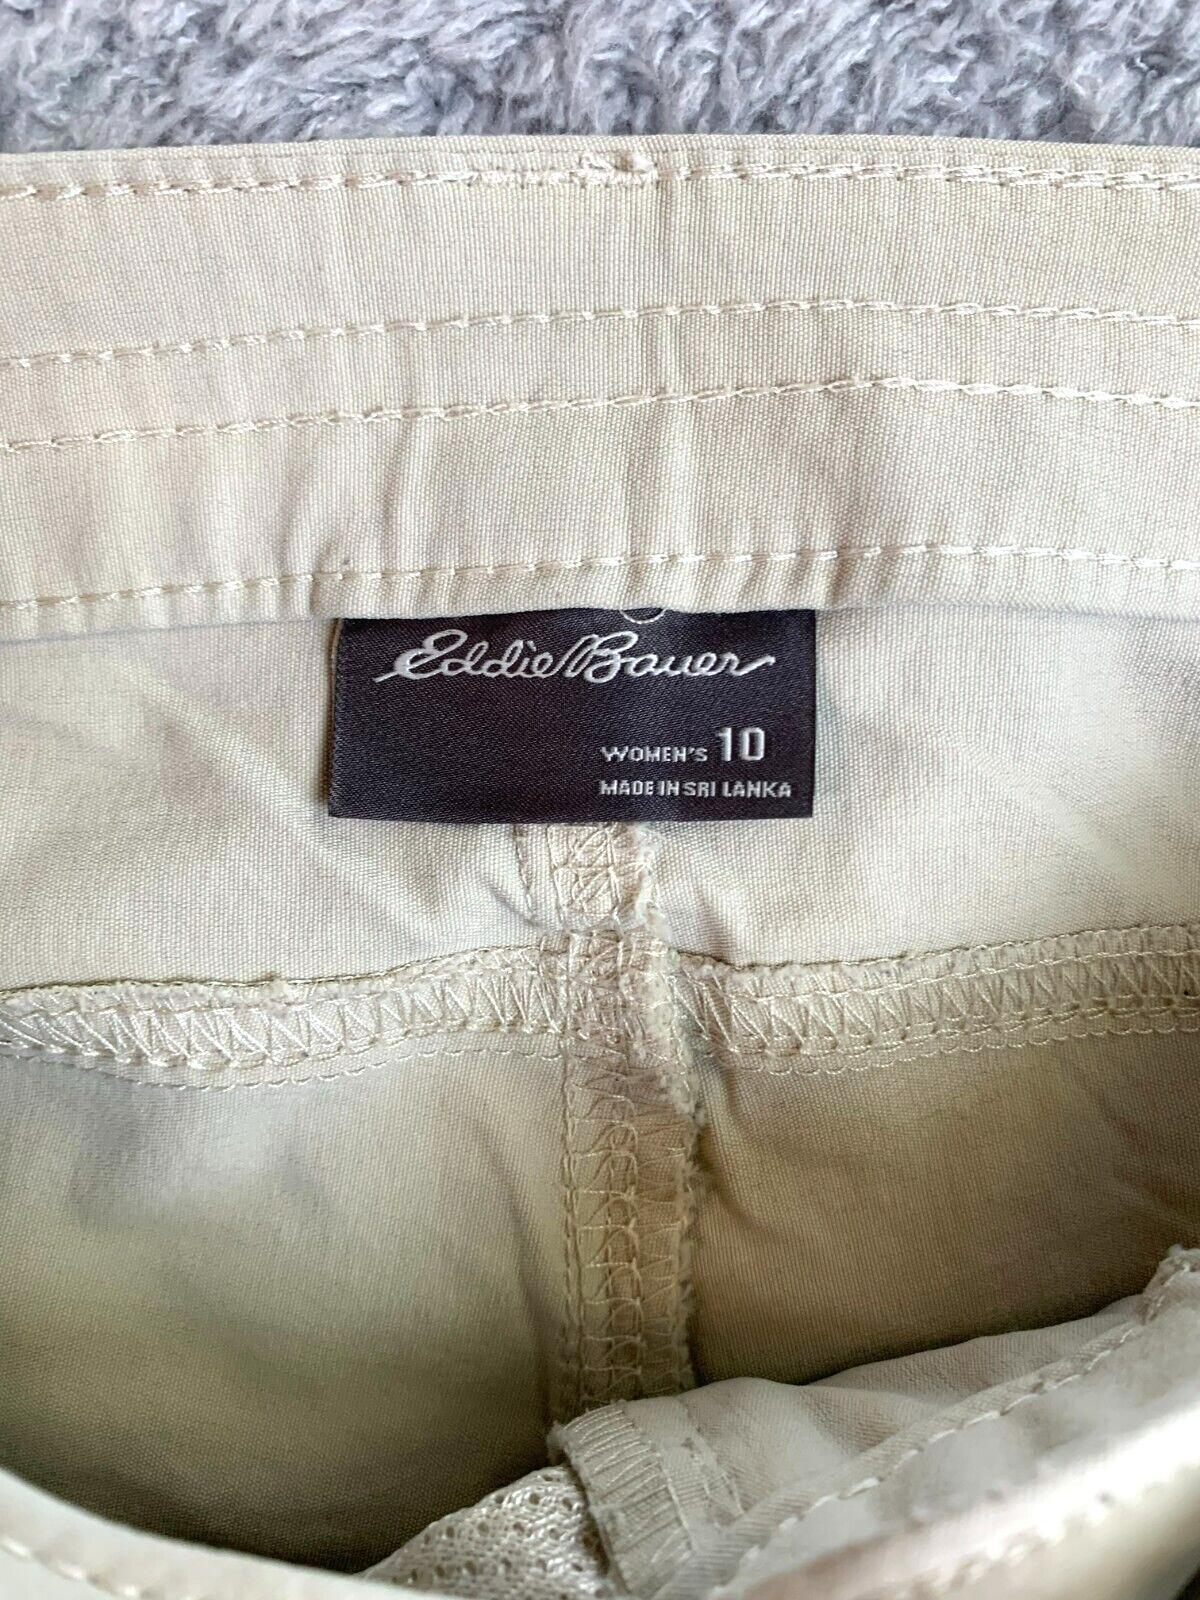 Eddie Bauer
WOMEN'S 10
MADE IN SRI LANKA